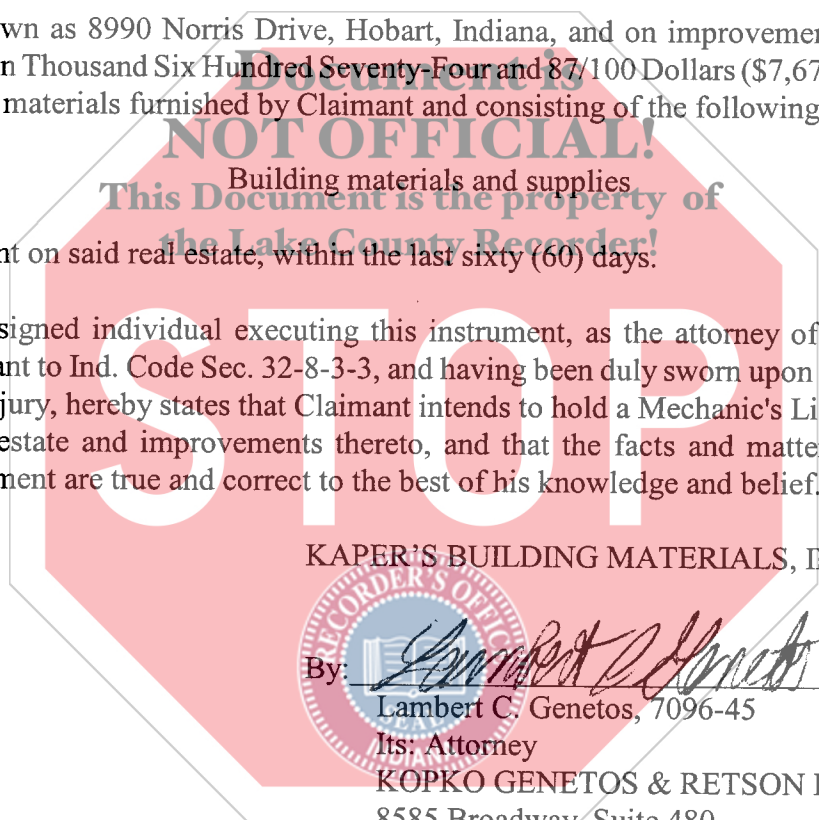 wn as 8990 Norris Drive, Hobart, Indiana, and on improvemen
n Thousand Six Hundred Seventy-Four and 87/100 Dollars ($7,67
materials furnished by Claimant and consisting of the following
Document is
NOT OFFICIAL!
Building materials and supplies
This Document is the property of
the Lake County Recorder!
nt on said real estate, within the last sixty (60) days.
STOP
signed individual executing this instrument, as the attorney of
ant to Ind. Code Sec. 32-8-3-3, and having been duly sworn upon
jury, hereby states that Claimant intends to hold a Mechanic's Li
estate and improvements thereto, and that the facts and matte
ment are true and correct to the best of his knowledge and belief.
KAPER'S BUILDING MATERIALS, I
RECORDER'S OFFIC
SEAL
INDIANA
By: Lambert C Genetos
Lambert C. Genetos, 7096-45
Its: Attorney
KOPKO GENETOS & RETSON
8585 Broadway, Suite 480